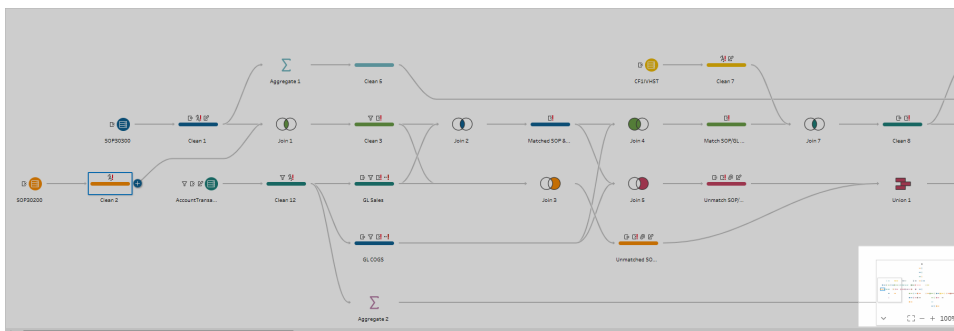 Aggregate 1
Clean 6
CF1IVHST
Clean 7
SOP30300
Clean 1
Join 1
Clean 3
Join 2
Matched SOP &...
Join 4
Match SOP/GL ...
Join 7
Clean 8
SOP30200
Clean 2
AccountTransa...
Clean 12
GL Sales
Join 3
Join 5
Unmatch SOP/...
Union 1
GL COGS
Unmatched SO...
Aggregate 2
100%